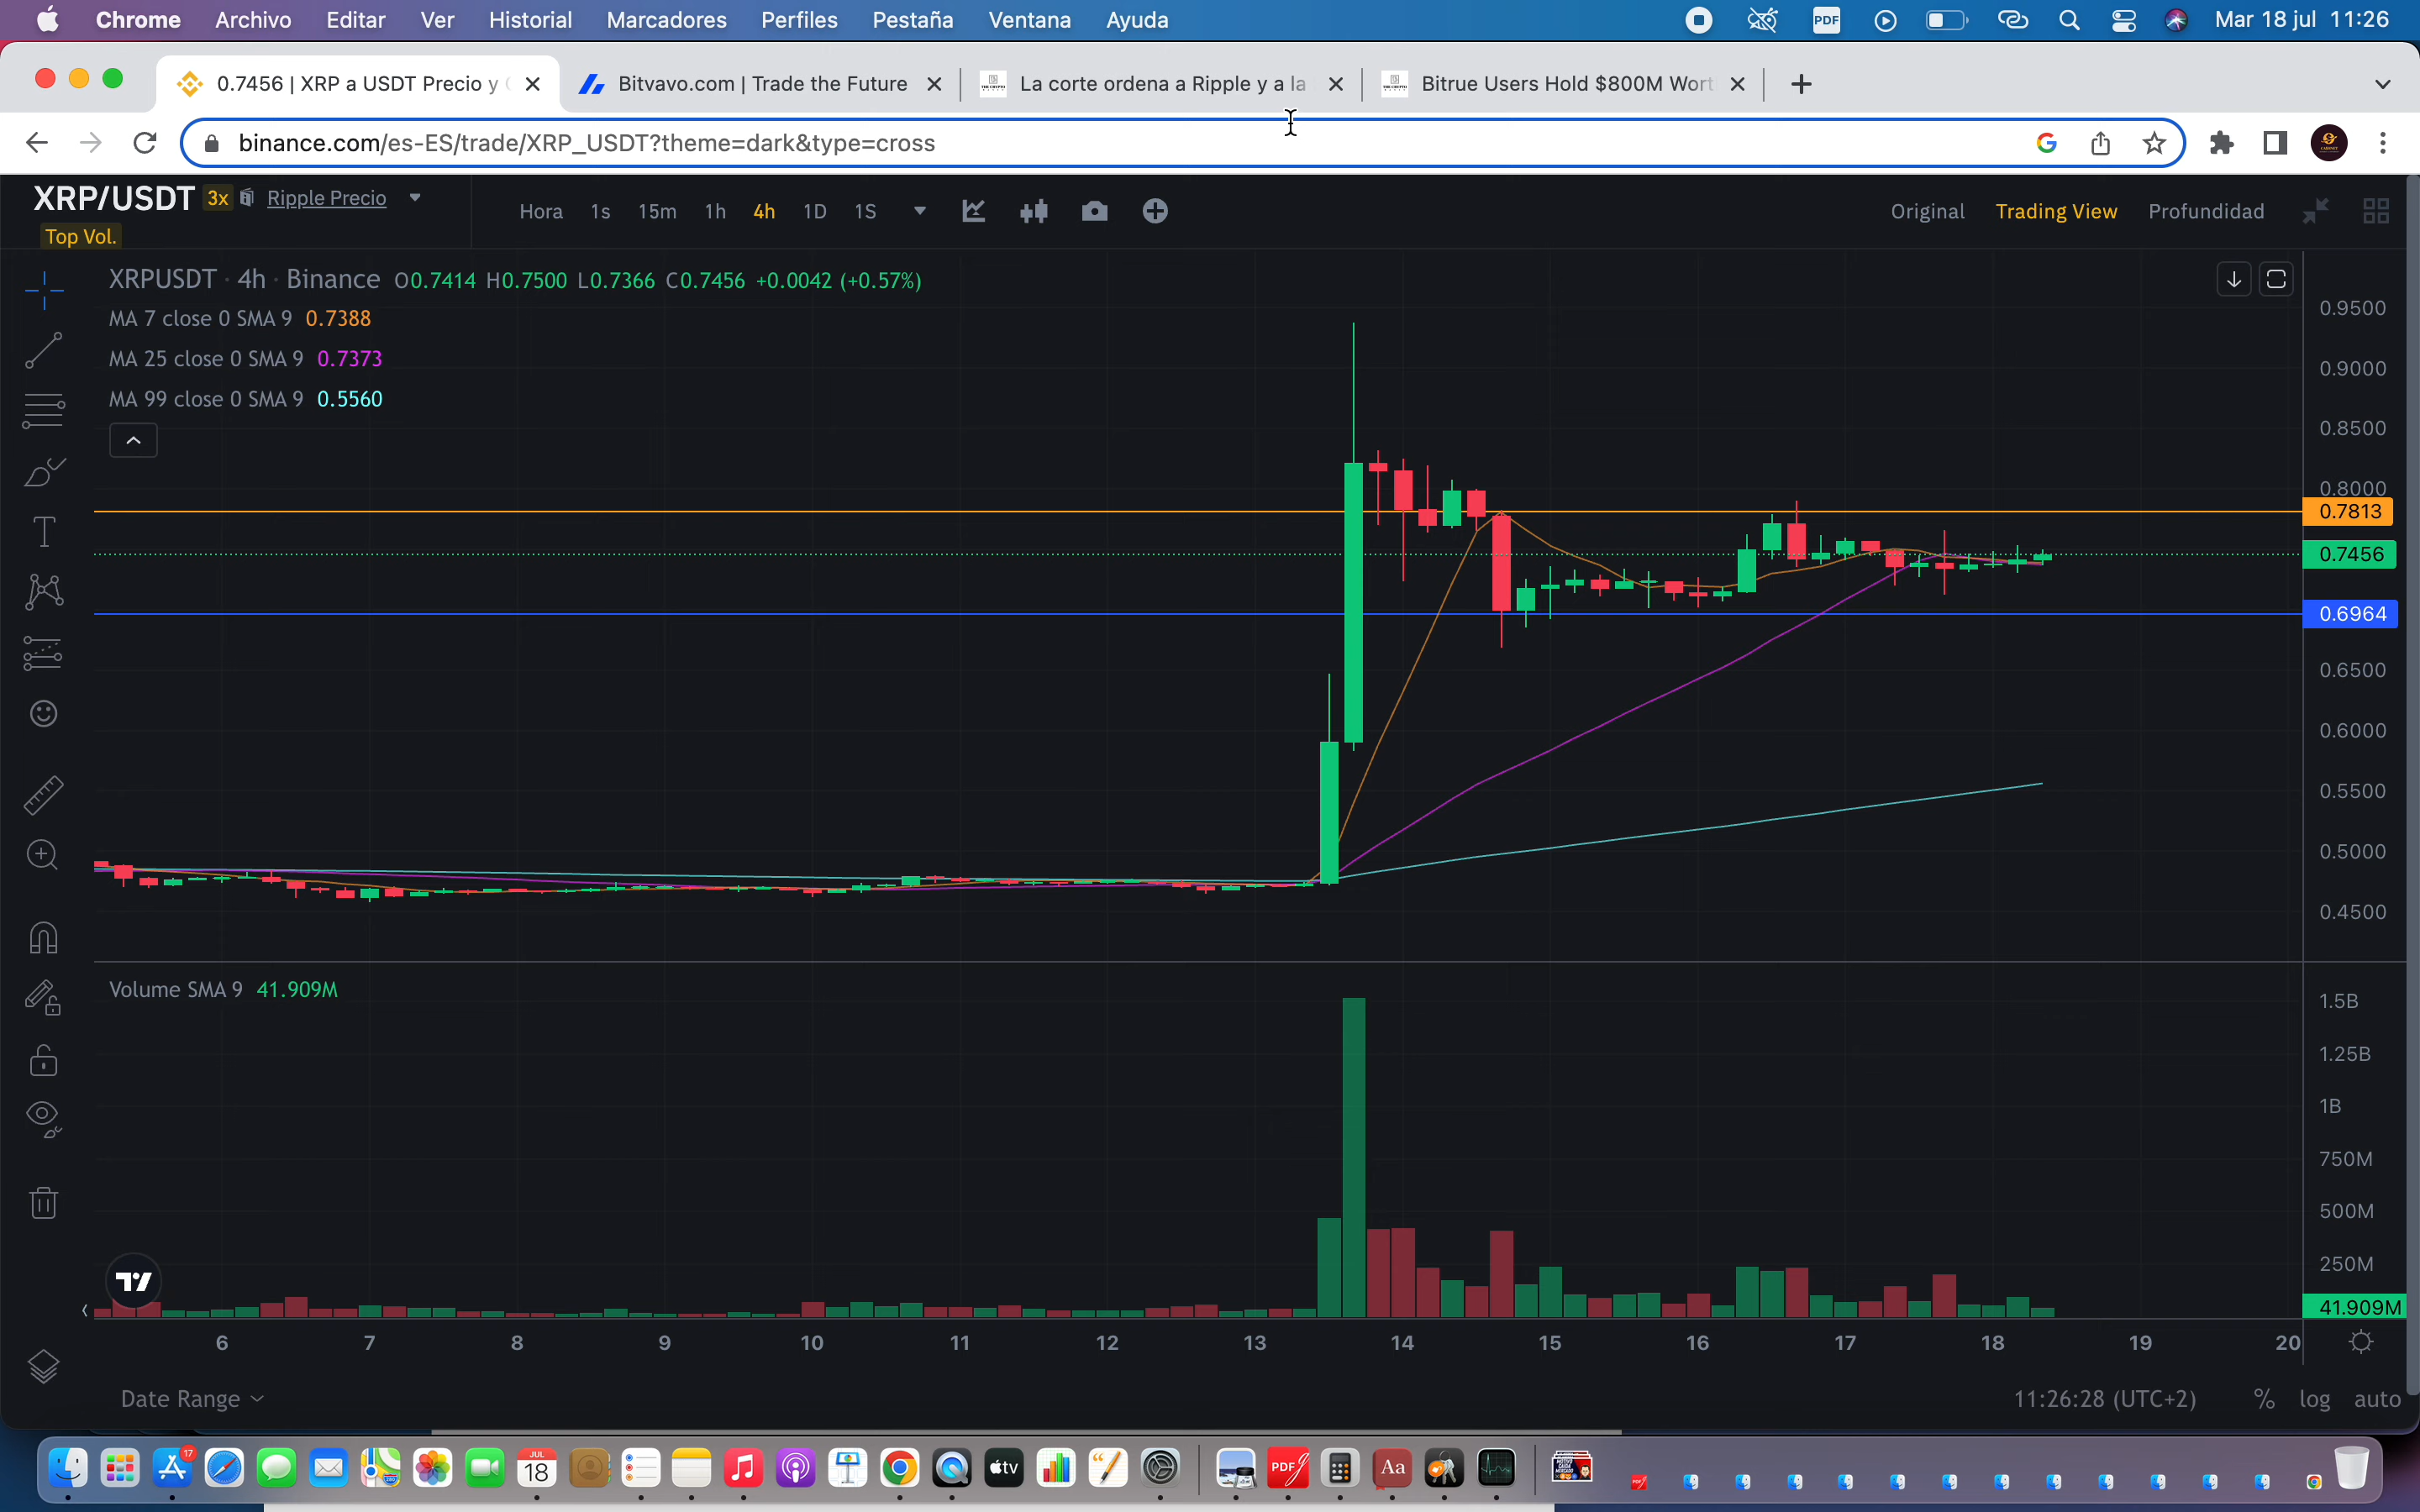 Chrome Archivo Editar Ver Historial Marcadores Perfiles Pestaña Ventana Ayuda PDF Mar 18 jul 11:26
0.7456 | XRP a USDT Precio y Bitvavo.com | Trade the Future La corte ordena a Ripple y a la Bitrue Users Hold $800M Wort
binance.com/es-ES/trade/XRP_USDT?theme=dark&type=cross
XRP/USDT 3x Ripple Precio
Top Vol.
Hora 1s 15m 1h 4h 1D 1S Original Trading View Profundidad
XRPUSDT · 4h · Binance O0.7414 H0.7500 L0.7366 C0.7456 +0.0042 (+0.57%)
MA 7 close 0 SMA 9 0.7388
MA 25 close 0 SMA 9 0.7373
MA 99 close 0 SMA 9 0.5560
0.9500
0.9000
0.8500
0.8000
0.7813
0.7456
0.6964
0.6500
0.6000
0.5500
0.5000
0.4500
Volume SMA 9 41.909M
1.5B
1.25B
1B
750M
500M
250M
41.909M
6 7 8 9 10 11 12 13 14 15 16 17 18 19 20
Date Range 11:26:28 (UTC+2) % log auto
17 JUL 18 tv PDF Aa